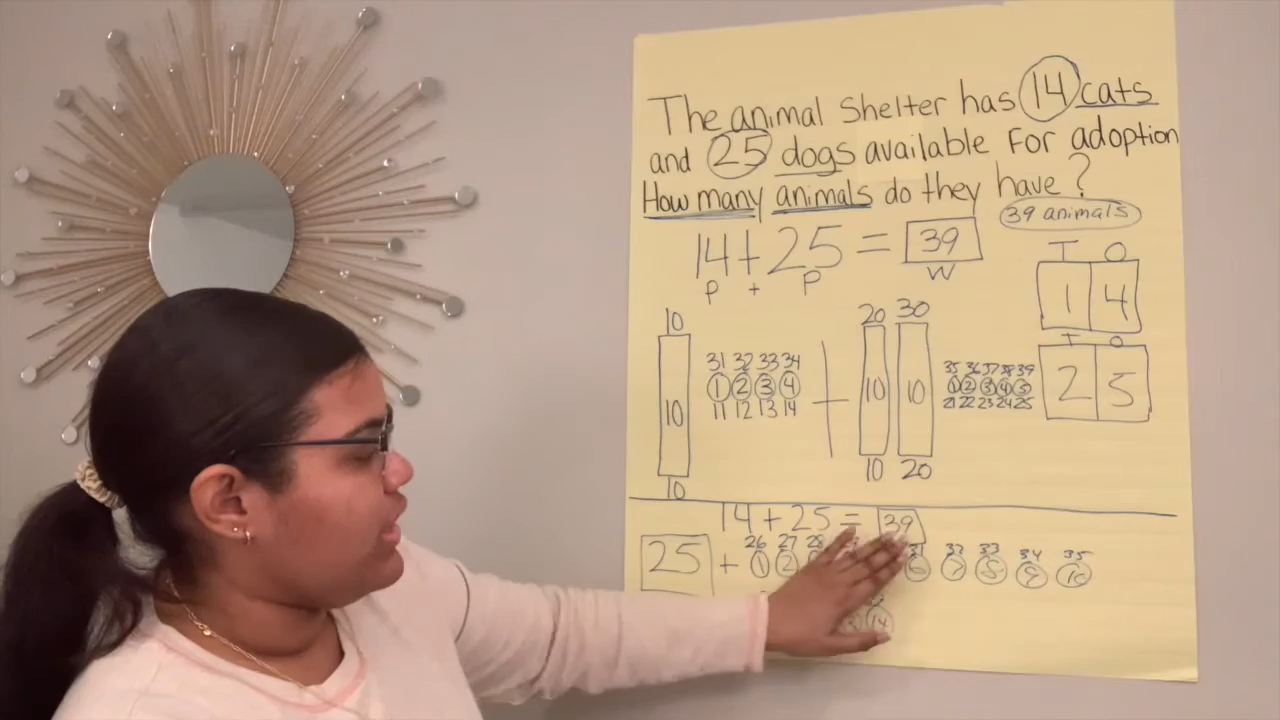 The animal Shelter has 14 cats
and 25 dogs available For adoption
How many animals do they have?
39 animals
14 + 25 = 39
P + P W
T O
1 4
T O
2 5
10 20 30
31 32 33 34 35 36 37 38 39
10 1 2 3 4 + 10 10 1 2 3 4 5
11 12 13 14 21 22 23 24 25
10 10 20
14 + 25 = 39
26 27 28 31 32 33 34 35
25 + 1 2 6 7 8 9 10
14